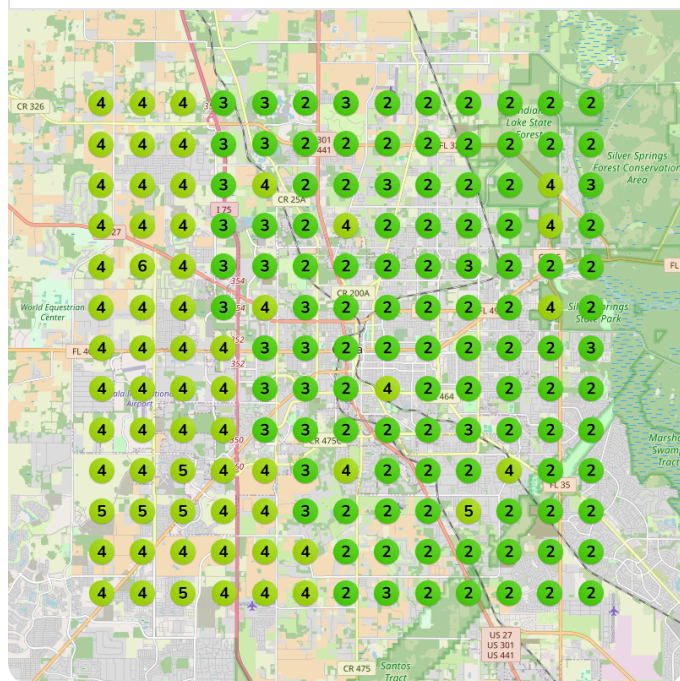 4 4 4 3 3 2 3 2 2 2 2 2 2
CR 326
Lake State
Forest
301
441
4 4 4 3 3 2 2 2 2 2 2 2 2
Silver Springs
Forest Conservation
Area
4 4 4 3 4 2 2 3 2 2 2 4 3
CR 25A
I 75
4 4 4 3 3 2 4 2 2 2 2 4 2
27
4 6 4 3 3 2 2 2 2 3 2 2 2
FL
354
CR 200A
4 4 4 3 4 3 2 2 2 2 2 4 2
World Equestrian
Center
State Park
4 4 4 4 3 3 2 2 2 2 2 2 3
352
4 4 4 4 3 3 2 4 2 2 2 2 2
Airport
464
4 4 4 4 3 3 2 2 2 3 2 2 2
CR 475
Tract
4 4 5 4 4 3 4 2 2 2 4 2 2
FL 35
5 5 5 4 4 3 2 2 2 5 2 2 2
4 4 4 4 4 4 2 2 2 2 2 2 2
4 4 5 4 4 4 2 3 2 2 2 2 2
US 27
US 301
US 441
CR 475
Santos
Tract